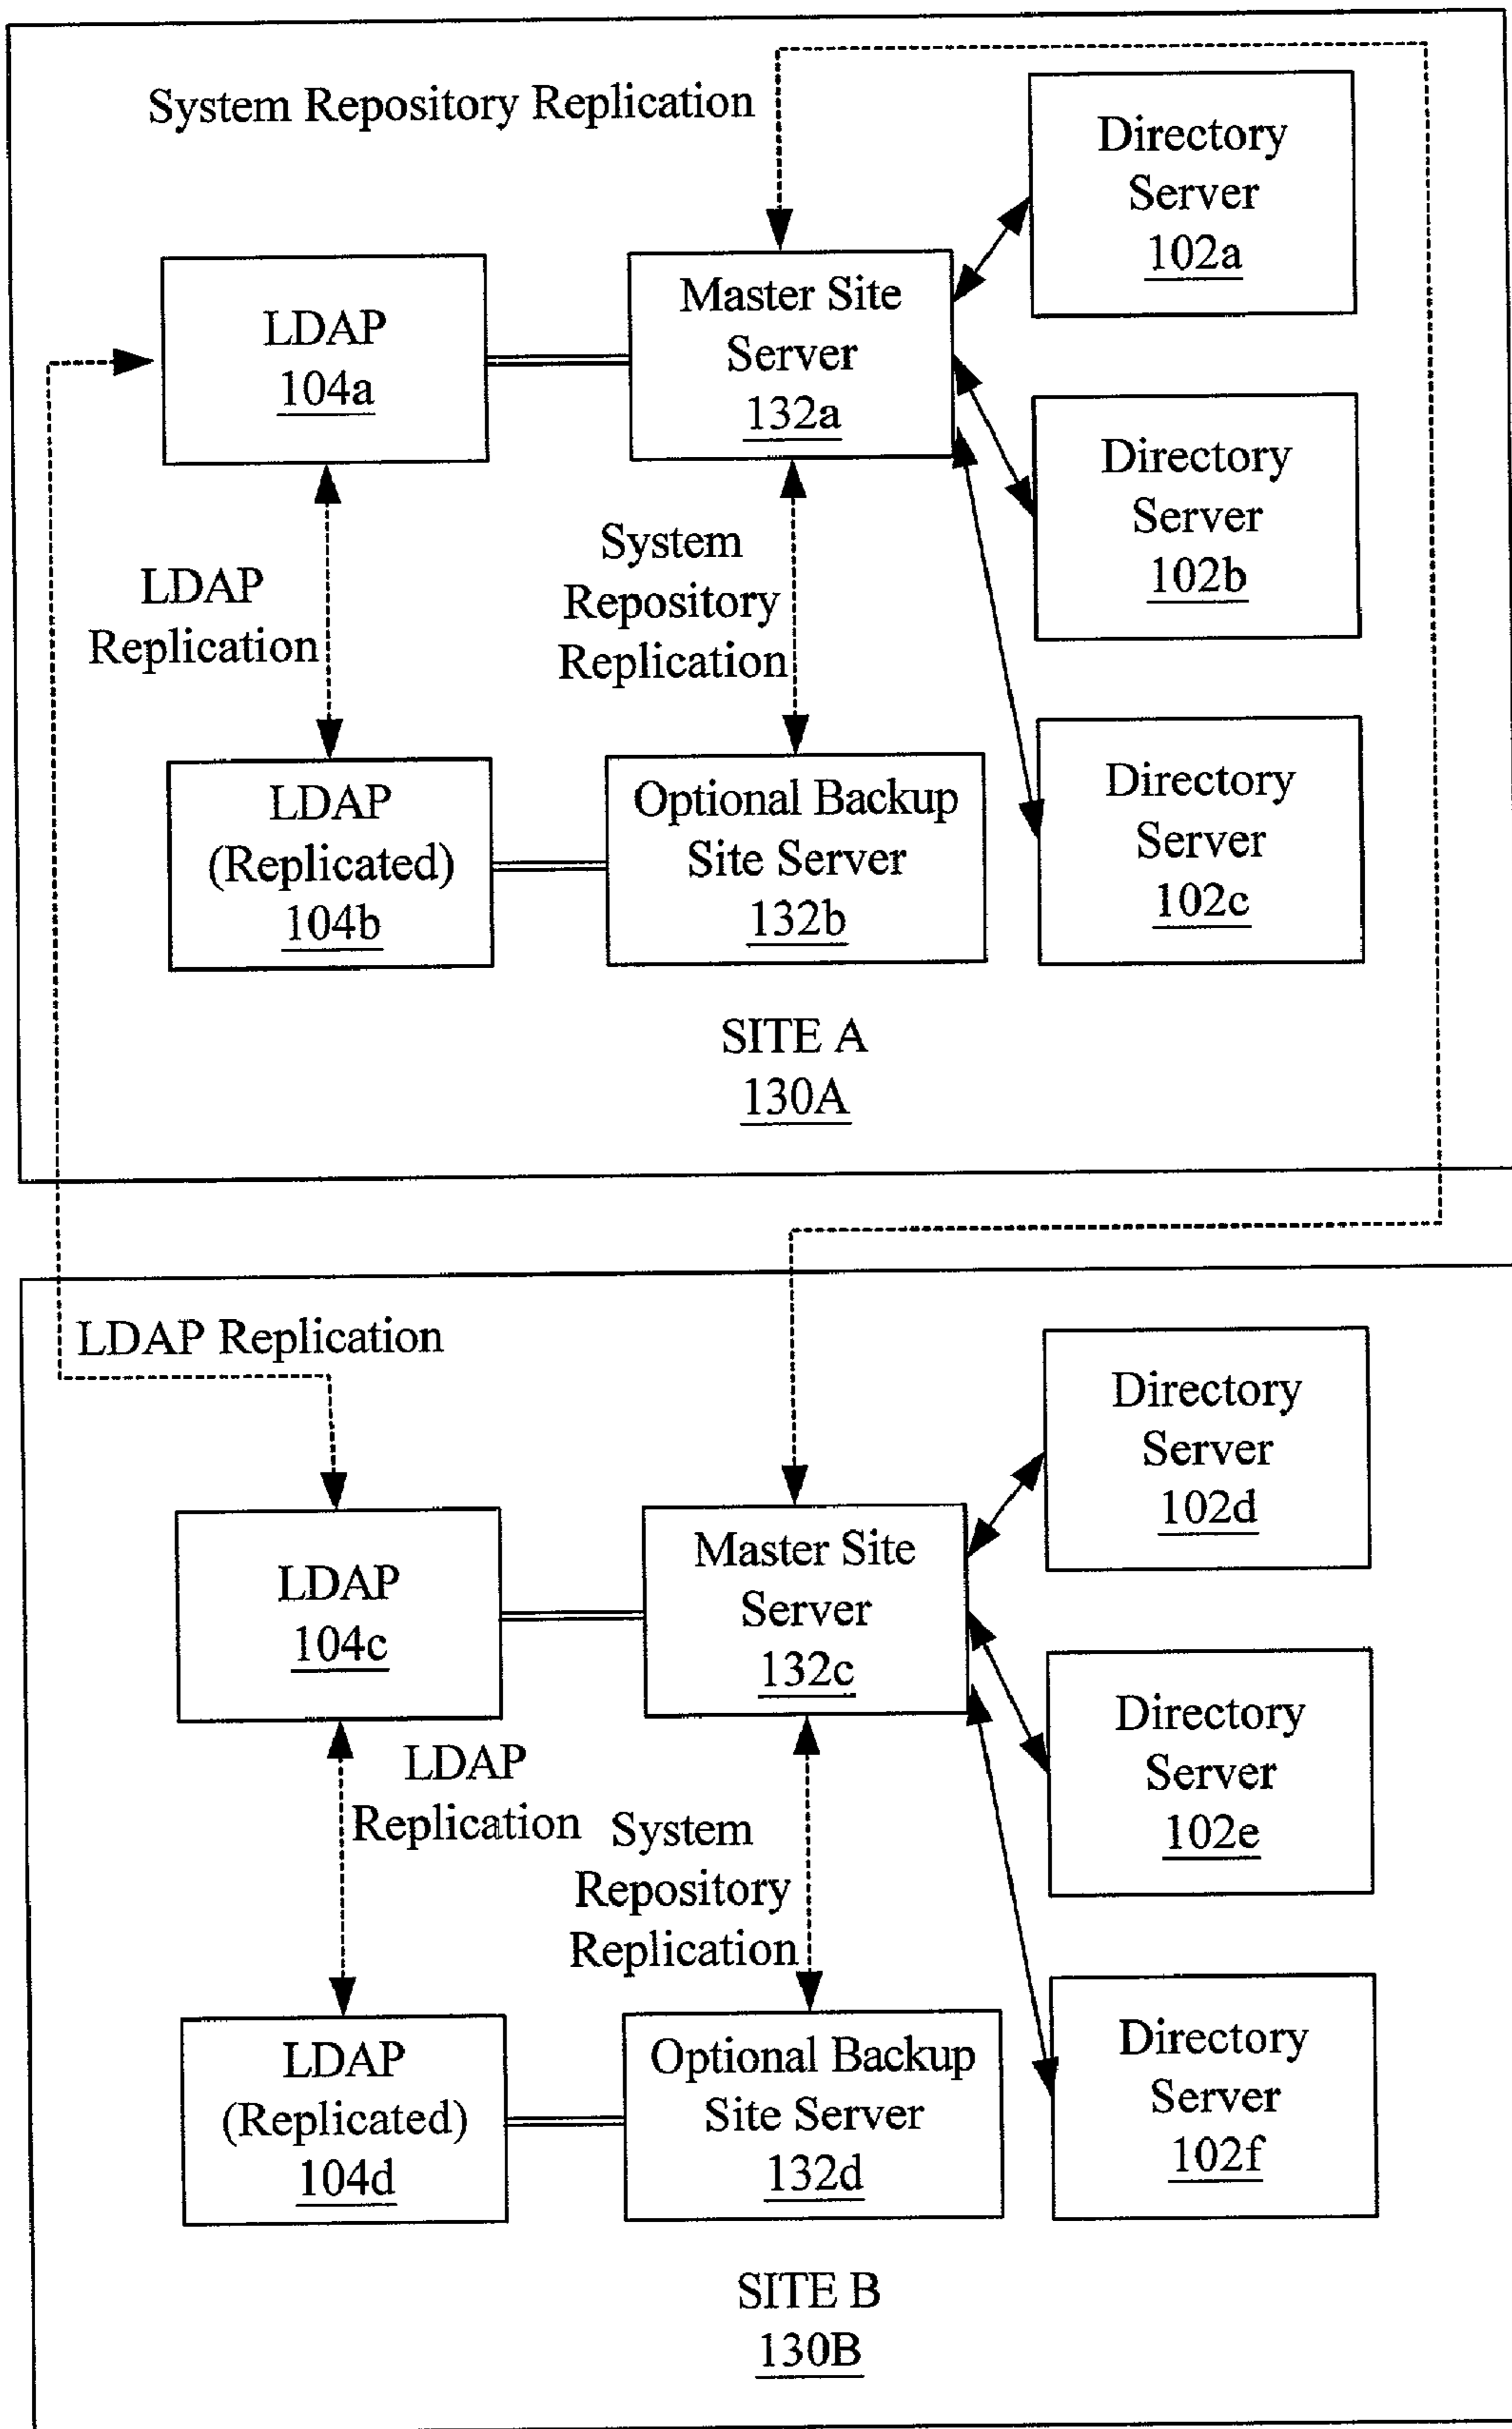 System Repository Replication
Directory
Server
102a
LDAP
104a
Master Site
Server
132a
Directory
Server
102b
LDAP
Replication
System
Repository
Replication
Directory
Server
102c
LDAP
(Replicated)
104b
Optional Backup
Site Server
132b
SITE A
130A
LDAP Replication
Directory
Server
102d
LDAP
104c
Master Site
Server
132c
Directory
Server
102e
LDAP
Replication
System
Repository
Replication
Directory
Server
102f
LDAP
(Replicated)
104d
Optional Backup
Site Server
132d
SITE B
130B